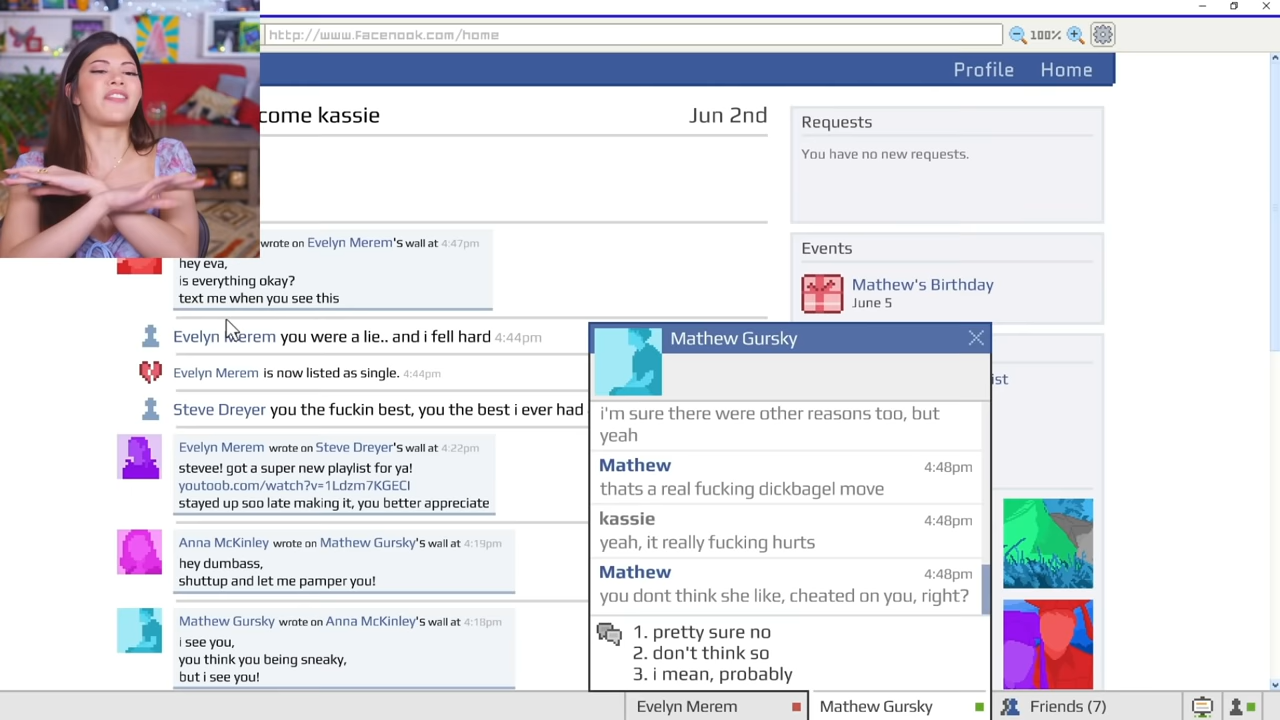 http://www.facenook.com/home
100%
Profile
Home
come kassie
Jun 2nd
wrote on Evelyn Merem's wall at 4:47pm
hey eva,
is everything okay?
text me when you see this
Evelyn Merem you were a lie.. and i fell hard 4:44pm
Evelyn Merem is now listed as single. 4:44pm
Steve Dreyer you the fuckin best, you the best i ever had
Evelyn Merem wrote on Steve Dreyer's wall at 4:22pm
stevee! got a super new playlist for ya!
youtoob.com/watch?v=1Ldzm7KGECI
stayed up soo late making it, you better appreciate
Anna McKinley wrote on Mathew Gursky's wall at 4:19pm
hey dumbass,
shuttup and let me pamper you!
Mathew Gursky wrote on Anna McKinley's wall at 4:18pm
i see you,
you think you being sneaky,
but i see you!
Requests
You have no new requests.
Events
Mathew's Birthday
June 5
ist
Mathew Gursky
i'm sure there were other reasons too, but
yeah
Mathew 4:48pm
thats a real fucking dickbagel move
kassie 4:48pm
yeah, it really fucking hurts
Mathew 4:48pm
you dont think she like, cheated on you, right?
1. pretty sure no
2. don't think so
3. i mean, probably
Evelyn Merem
Mathew Gursky
Friends (7)